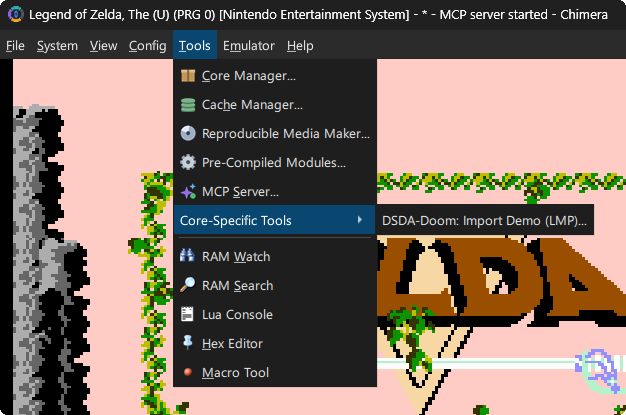 Legend of Zelda, The (U) (PRG 0) [Nintendo Entertainment System] - * - MCP server started - Chimera
File System View Config Tools Emulator Help
Core Manager...
Cache Manager...
Reproducible Media Maker...
Pre-Compiled Modules...
MCP Server...
Core-Specific Tools
DSDA-Doom: Import Demo (LMP)...
RAM Watch
RAM Search
Lua Console
Hex Editor
Macro Tool
LDA